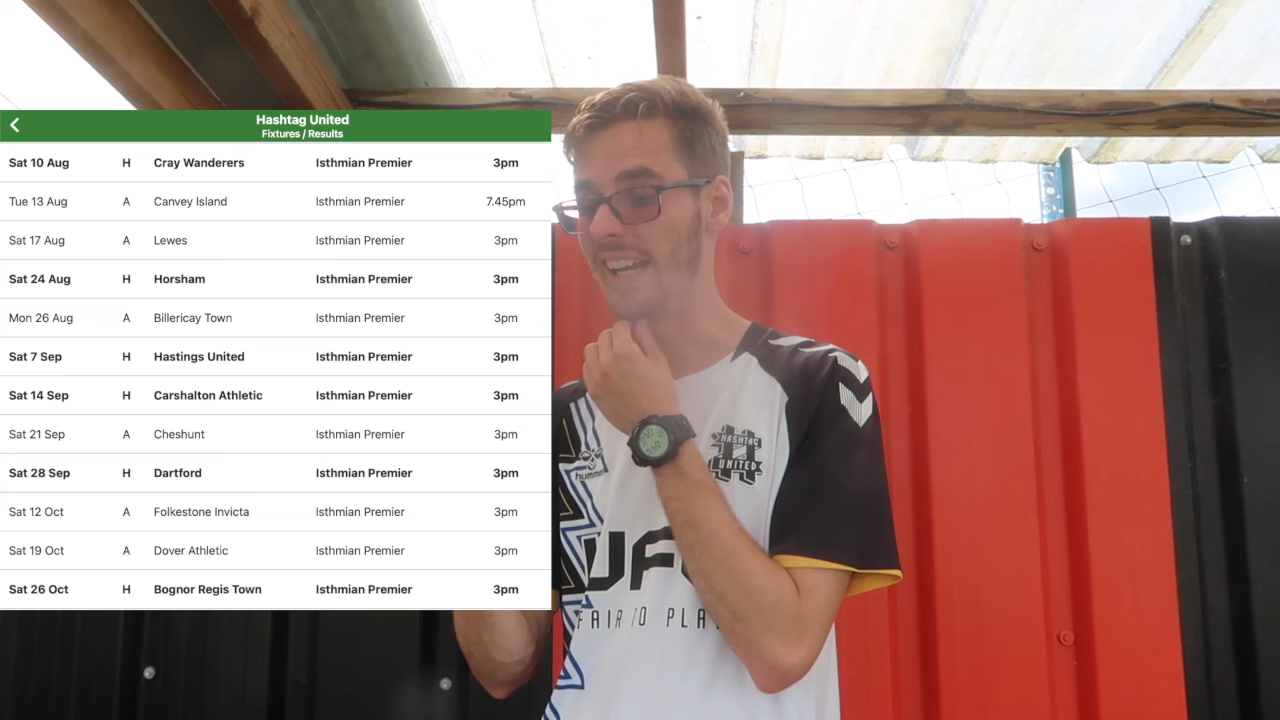 Hashtag United
Fixtures / Results
Sat 10 Aug H Cray Wanderers Isthmian Premier 3pm
Tue 13 Aug A Canvey Island Isthmian Premier 7.45pm
Sat 17 Aug A Lewes Isthmian Premier 3pm
Sat 24 Aug H Horsham Isthmian Premier 3pm
Mon 26 Aug A Billericay Town Isthmian Premier 3pm
Sat 7 Sep H Hastings United Isthmian Premier 3pm
Sat 14 Sep H Carshalton Athletic Isthmian Premier 3pm
Sat 21 Sep A Cheshunt Isthmian Premier 3pm
Sat 28 Sep H Dartford Isthmian Premier 3pm
Sat 12 Oct A Folkestone Invicta Isthmian Premier 3pm
Sat 19 Oct A Dover Athletic Isthmian Premier 3pm
Sat 26 Oct H Bognor Regis Town Isthmian Premier 3pm
HASHTAG
UNITED
FAIR TO PLA